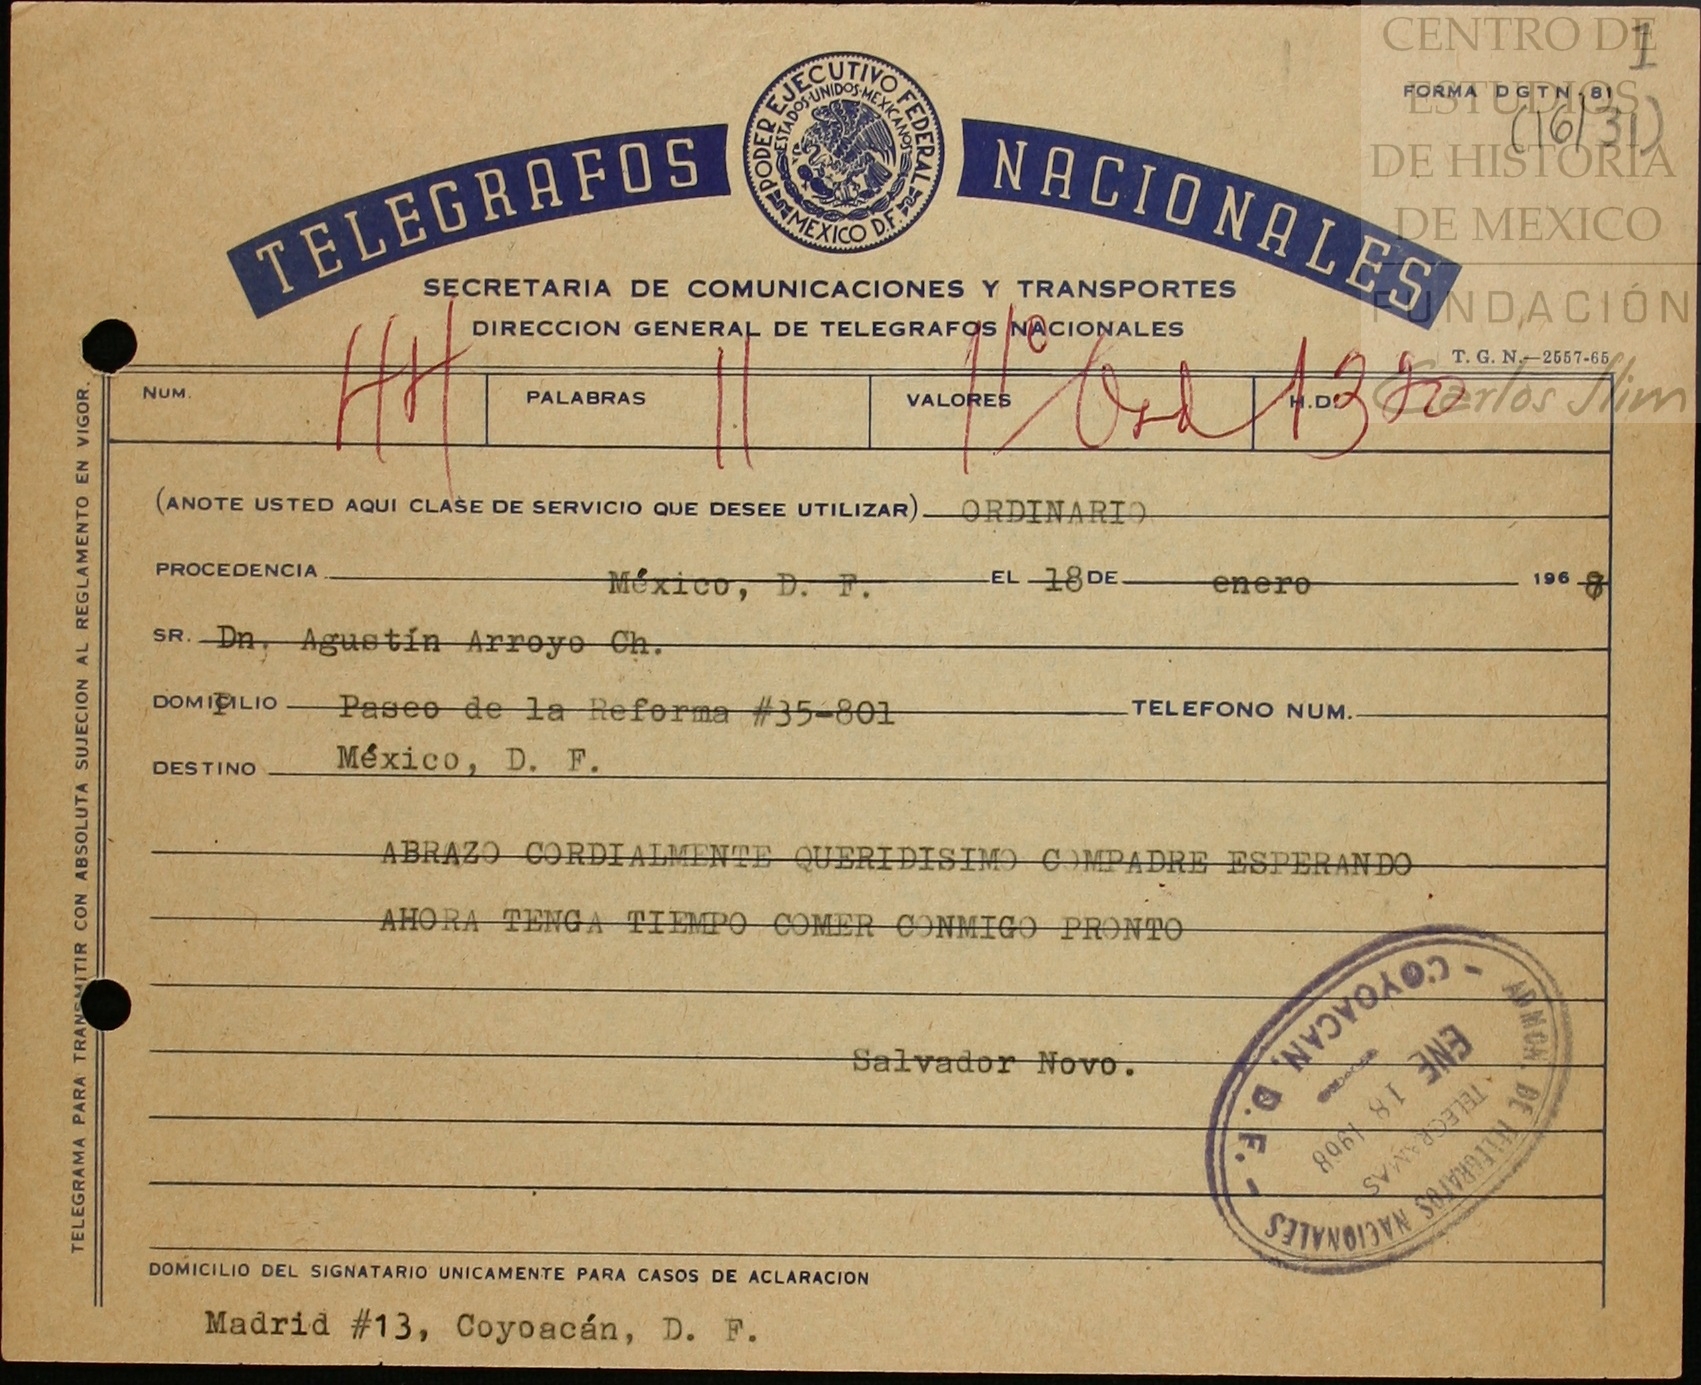 CENTRO DE
ESTUDIOS
DE HISTORIA
DE MEXICO
FUNDACIÓN
Carlos Slim
1
FORMA DGTN-81
(16/31)
TELEGRAFOS NACIONALES
PODER EJECUTIVO FEDERAL
ESTADOS·UNIDOS·MEXICANOS
MEXICO D.F.
SECRETARIA DE COMUNICACIONES Y TRANSPORTES
DIRECCION GENERAL DE TELEGRAFOS NACIONALES
T. G. N.—2557-65
NUM. PALABRAS 11 VALORES H.D.
(ANOTE USTED AQUI CLASE DE SERVICIO QUE DESEE UTILIZAR) ORDINARIO
PROCEDENCIA México, D. F. EL 18 DE enero 1968
SR. Dn. Agustín Arroyo Ch.
DOMICILIO Paseo de la Reforma #35-801 TELEFONO NUM.
DESTINO México, D. F.
ABRAZO CORDIALMENTE QUERIDISIMO COMPADRE ESPERANDO
AHORA TENGA TIEMPO COMER CONMIGO PRONTO
Salvador Novo.
ADMON. DE TELEGRAFOS NACIONALES
TELEGRAMAS
ENE 18 1968
- COYOACAN, D. F. -
DOMICILIO DEL SIGNATARIO UNICAMENTE PARA CASOS DE ACLARACION
Madrid #13, Coyoacán, D. F.
TELEGRAMA PARA TRANSMITIR CON ABSOLUTA SUJECION AL REGLAMENTO EN VIGOR.